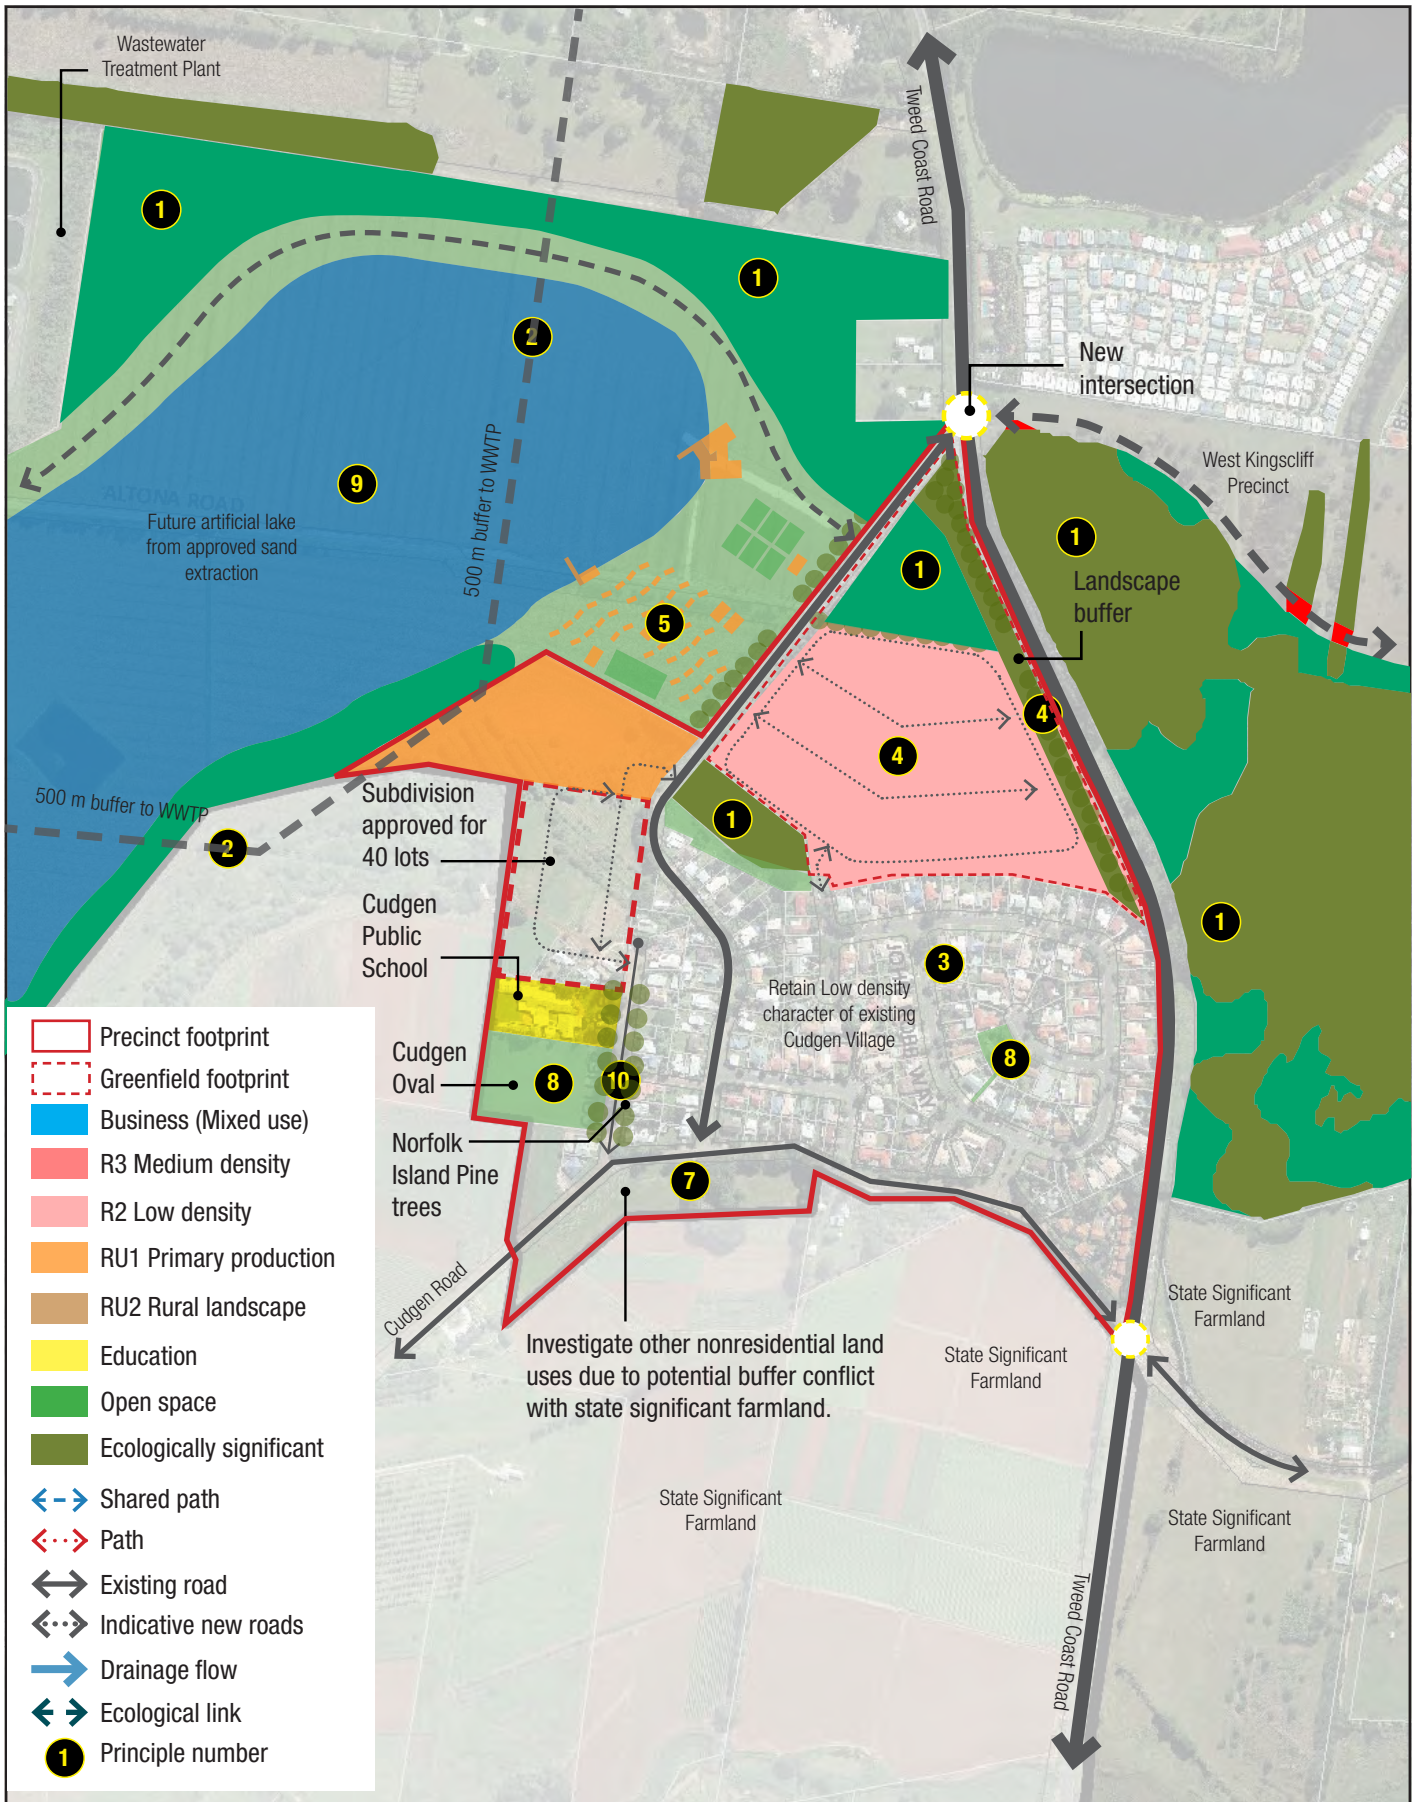 Wastewater
Treatment Plant
Tweed Coast Road
1
1
2
New
intersection
West Kingscliff
Precinct
9
ALTONA ROAD
Future artificial lake
from approved sand
extraction
500 m buffer to WWTP
1
1
Landscape
buffer
5
4
4
500 m buffer to WWTP
2
Subdivision
approved for
40 lots
1
Cudgen
Public
School
1
3
Retain Low density
character of existing
Cudgen Village
8
Cudgen
Oval
8
10
Norfolk
Island Pine
trees
7
Cudgen Road
Investigate other nonresidential land
uses due to potential buffer conflict
with state significant farmland.
State Significant
Farmland
State Significant
Farmland
State Significant
Farmland
State Significant
Farmland
Tweed Coast Road
Precinct footprint
Greenfield footprint
Business (Mixed use)
R3 Medium density
R2 Low density
RU1 Primary production
RU2 Rural landscape
Education
Open space
Ecologically significant
Shared path
Path
Existing road
Indicative new roads
Drainage flow
Ecological link
1 Principle number